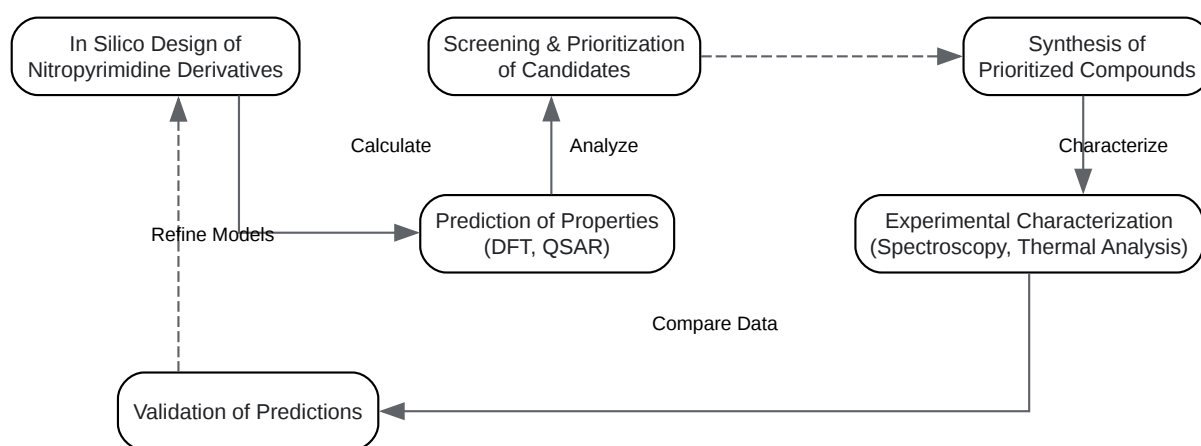 In Silico Design of
Nitropyrimidine Derivatives
Screening & Prioritization
of Candidates
Synthesis of
Prioritized Compounds
Calculate
Analyze
Characterize
Prediction of Properties
(DFT, QSAR)
Experimental Characterization
(Spectroscopy, Thermal Analysis)
Refine Models
Compare Data
Validation of Predictions